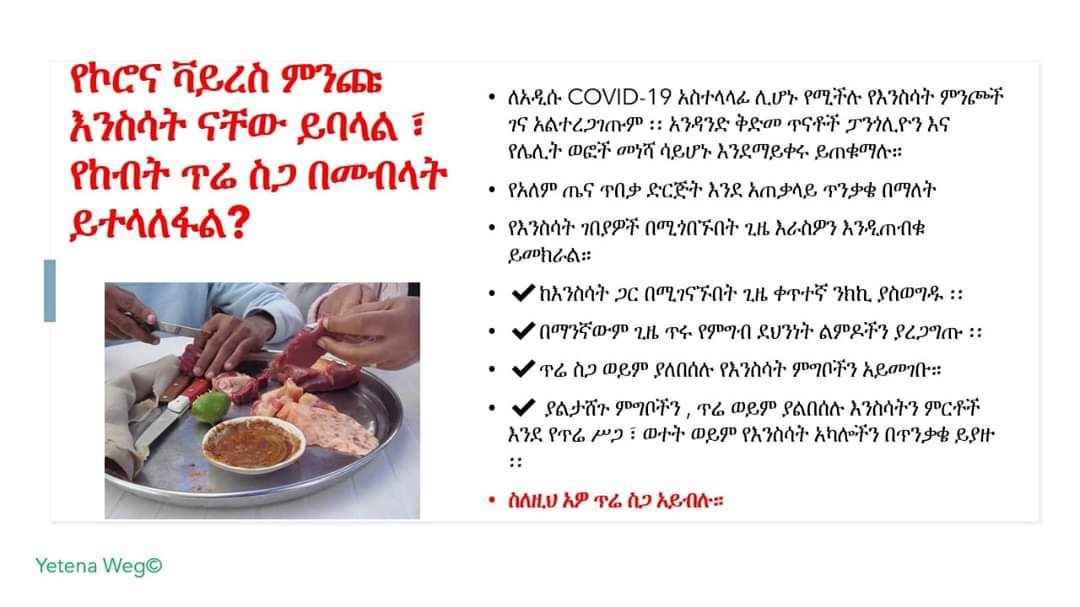 የኮሮና ቫይረስ ምንጩ
እንስሳት ናቸው ይባላል ፣
የከብት ጥሬ ስጋ በመብላት
ይተላለፋል?
• ለአዲሱ COVID-19 አስተላላፊ ሊሆኑ የሚችሉ የእንስሳት ምንጮች
ገና አልተረጋገጡም ፡፡ አንዳንድ ቅድመ ጥናቶች ፓንጎሊዮን እና
የሌሊት ወፎች መነሻ ሳይሆኑ እንደማይቀሩ ይጠቁማሉ።
• የአለም ጤና ጥበቃ ድርጅት እንደ አጠቃላይ ጥንቃቄ በማለት
• የእንስሳት ገበያዎች በሚጎበኙበት ጊዜ እራስዎን እንዲጠብቁ
ይመክራል።
• ✔ ከእንስሳት ጋር በሚገናኙበት ጊዜ ቀጥተኛ ንክኪ ያስወግዱ ፡፡
• ✔ በማንኛውም ጊዜ ጥሩ የምግብ ደህንነት ልምዶችን ያረጋግጡ ፡፡
• ✔ ጥሬ ስጋ ወይም ያለበሰሉ የእንስሳት ምግቦችን አይመገቡ።
• ✔ ያልታሸጉ ምግቦችን , ጥሬ ወይም ያልበሰሉ እንስሳትን ምርቶች
እንደ የጥሬ ሥጋ ፣ ወተት ወይም የእንስሳት አካሎችን በጥንቃቄ ይያዙ
፡፡
• ስለዚህ አዎ ጥሬ ስጋ አይብሉ።
Yetena Weg©